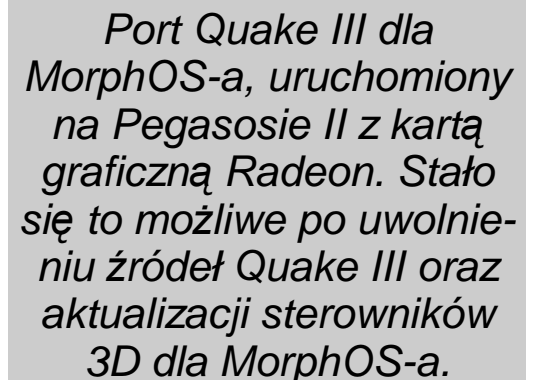 Port Quake III dla
MorphOS-a, uruchomiony
na Pegasosie II z kartą
graficzną Radeon. Stało
się to możliwe po uwolnie-
niu źródeł Quake III oraz
aktualizacji sterowników
3D dla MorphOS-a.